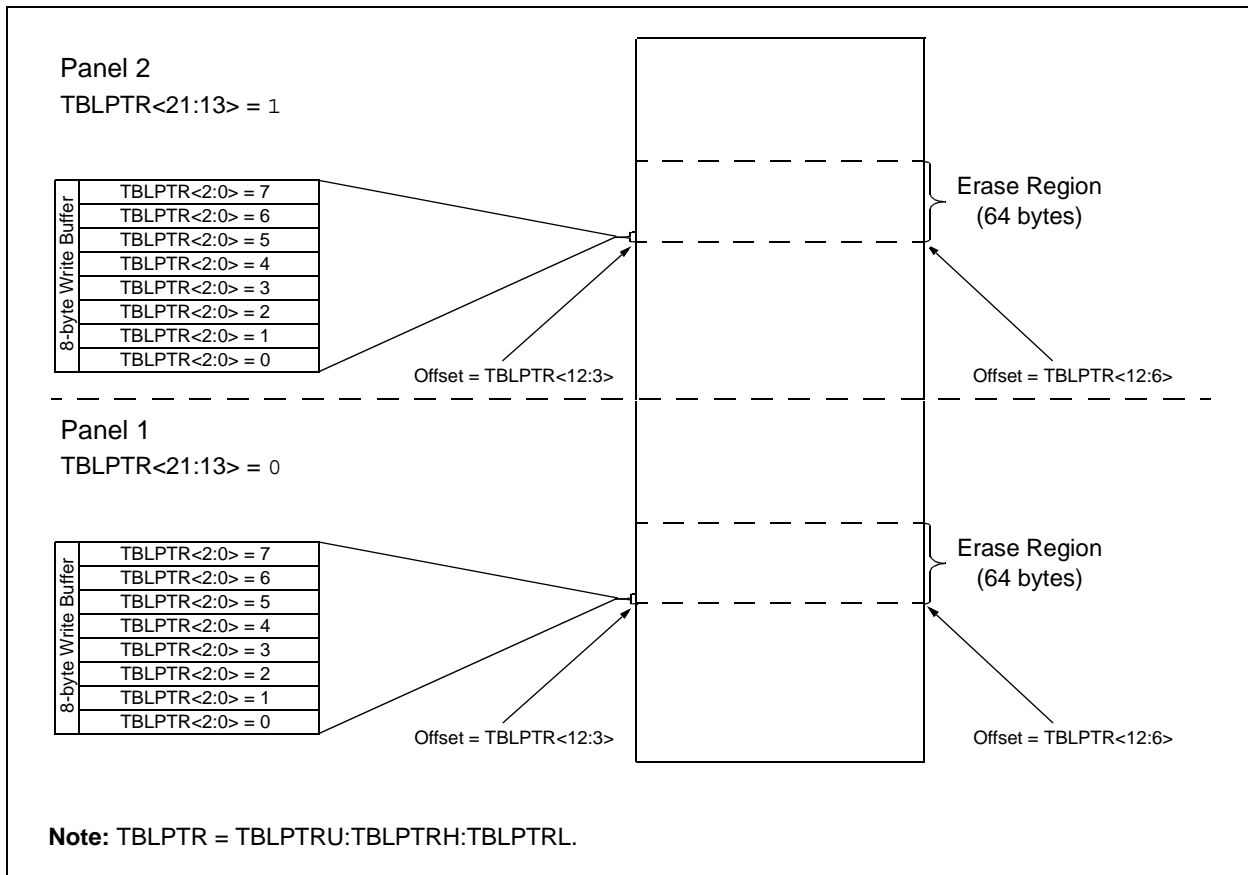 Panel 2
TBLPTR<21:13> = 1
8-byte Write Buffer
TBLPTR<2:0> = 7
TBLPTR<2:0> = 6
TBLPTR<2:0> = 5
TBLPTR<2:0> = 4
TBLPTR<2:0> = 3
TBLPTR<2:0> = 2
TBLPTR<2:0> = 1
TBLPTR<2:0> = 0
Erase Region
(64 bytes)
Offset = TBLPTR<12:3>
Offset = TBLPTR<12:6>
Panel 1
TBLPTR<21:13> = 0
8-byte Write Buffer
TBLPTR<2:0> = 7
TBLPTR<2:0> = 6
TBLPTR<2:0> = 5
TBLPTR<2:0> = 4
TBLPTR<2:0> = 3
TBLPTR<2:0> = 2
TBLPTR<2:0> = 1
TBLPTR<2:0> = 0
Erase Region
(64 bytes)
Offset = TBLPTR<12:3>
Offset = TBLPTR<12:6>
Note: TBLPTR = TBLPTRU:TBLPTRH:TBLPTRL.